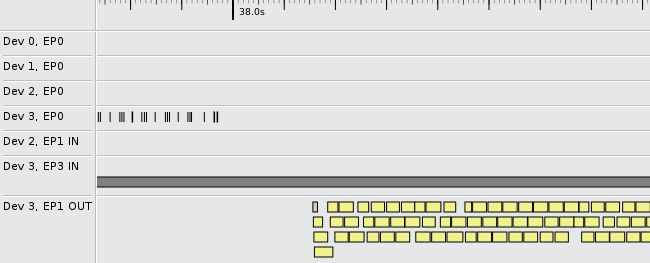 38.0s
Dev 0, EP0
Dev 1, EP0
Dev 2, EP0
Dev 3, EP0
Dev 2, EP1 IN
Dev 3, EP3 IN
Dev 3, EP1 OUT